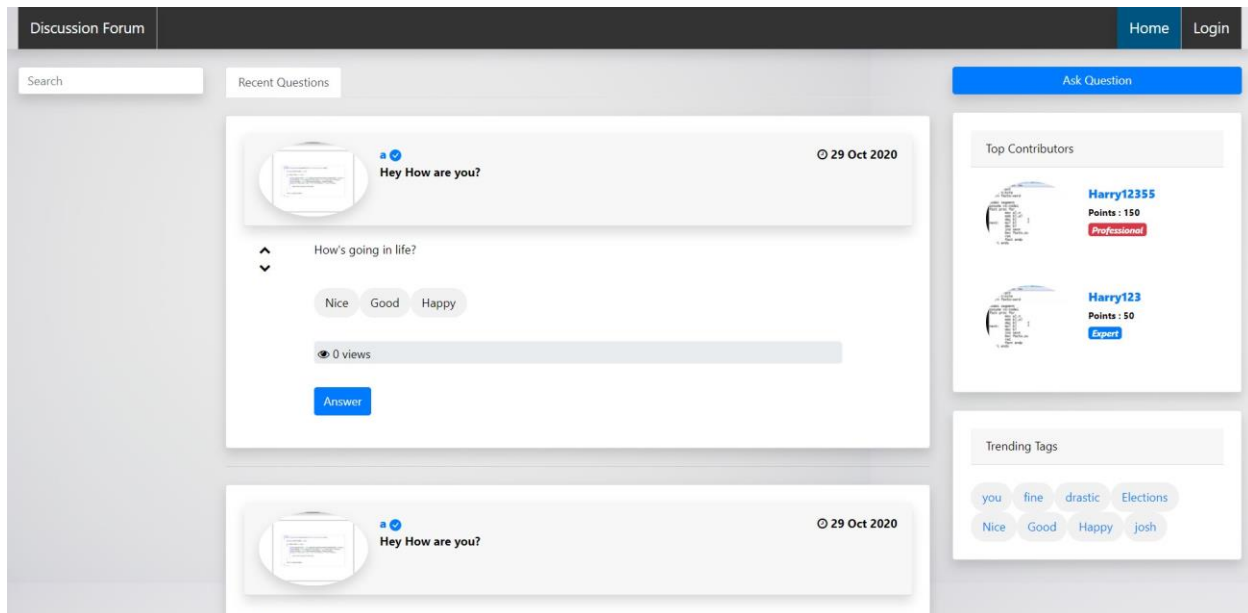 Discussion Forum
Home
Login
Search
Recent Questions
Ask Question
a
Hey How are you?
29 Oct 2020
How's going in life?
Nice Good Happy
0 views
Answer
a
Hey How are you?
29 Oct 2020
Top Contributors
Harry12355
Points : 150
Professional
Harry123
Points : 50
Expert
Trending Tags
you fine drastic Elections
Nice Good Happy josh